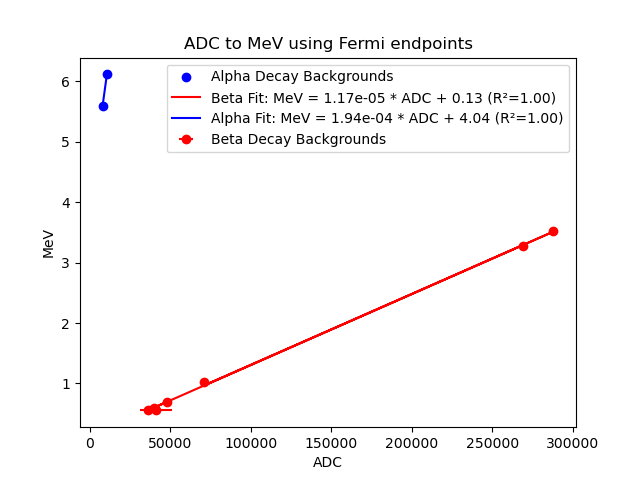 ADC to MeV using Fermi endpoints
Alpha Decay Backgrounds
Beta Fit: MeV = 1.17e-05 * ADC + 0.13 (R²=1.00)
Alpha Fit: MeV = 1.94e-04 * ADC + 4.04 (R²=1.00)
Beta Decay Backgrounds
6
5
4
3
2
1
MeV
0 50000 100000 150000 200000 250000 300000
ADC